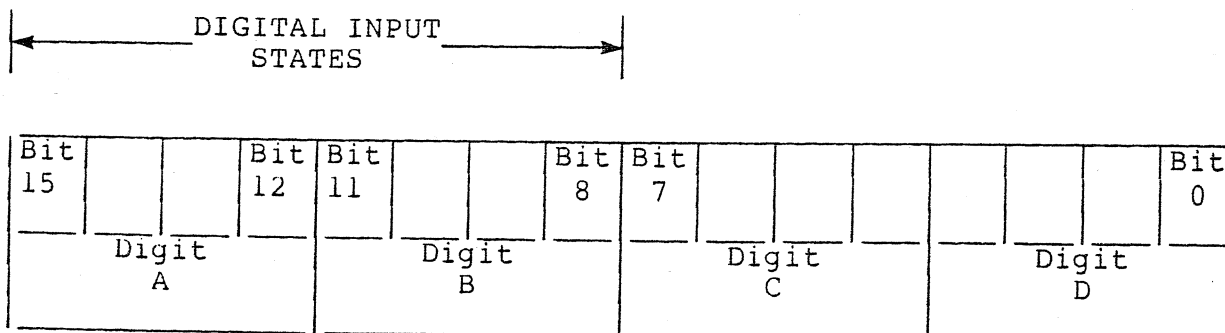 DIGITAL INPUT
STATES
Bit Bit Bit Bit Bit Bit
15 12 11 8 7 0
Digit Digit Digit Digit
A B C D